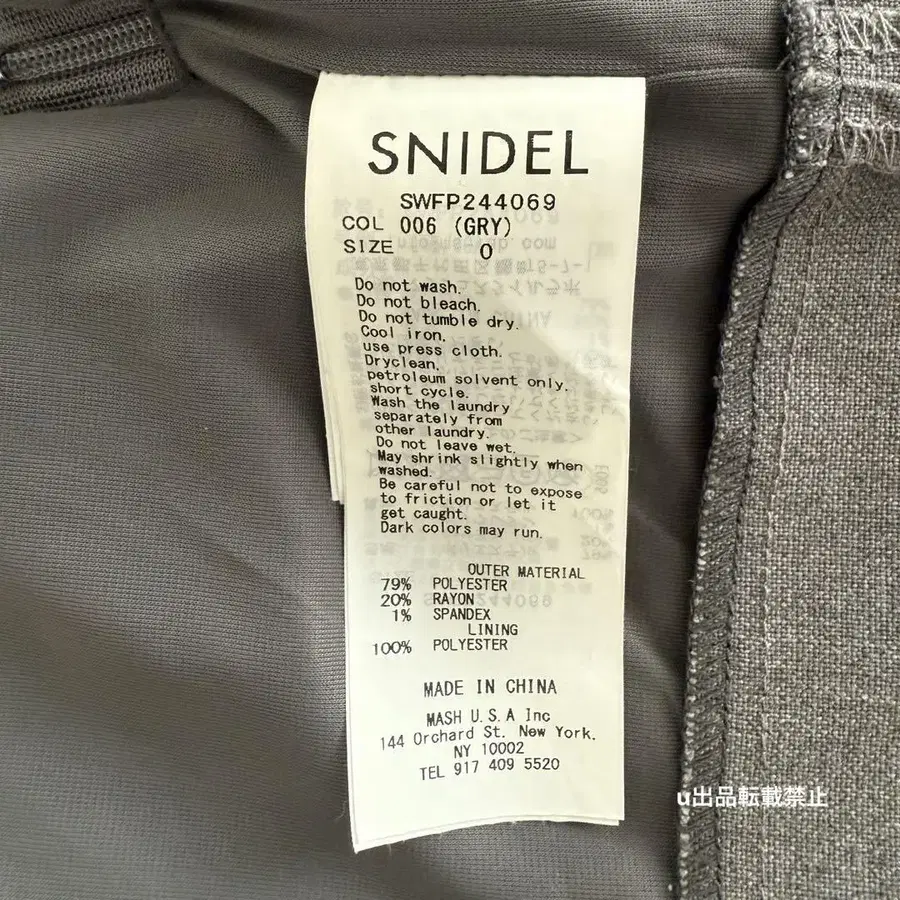 SNIDEL
SWFP244069
COL 006 (GRY)
SIZE 0
Do not wash.
Do not bleach.
Do not tumble dry.
Cool iron,
use press cloth.
Dryclean,
petroleum solvent only.
short cycle.
Wash the laundry
separately from
other laundry.
Do not leave wet.
May shrink slightly when
washed.
Be careful not to expose
to friction or let it
get caught.
Dark colors may run.
OUTER MATERIAL
79% POLYESTER
20% RAYON
1% SPANDEX
LINING
100% POLYESTER
MADE IN CHINA
MASH U.S.A Inc
144 Orchard St. New York.
NY 10002
TEL 917 409 5520
u出品転載禁止